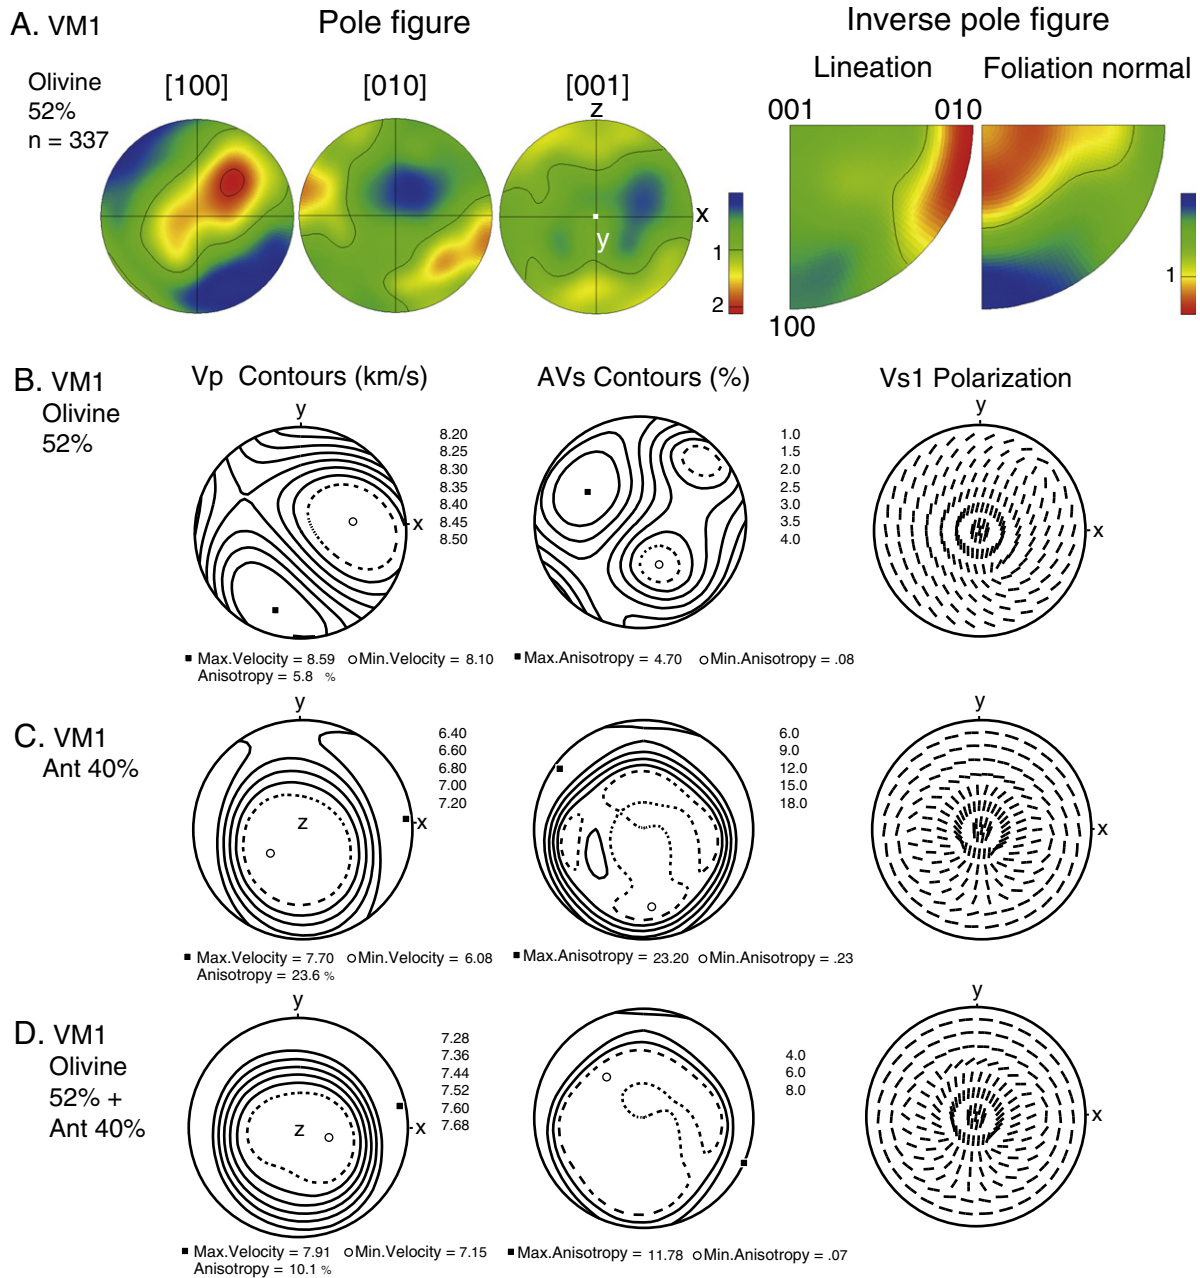 A. VM1
Pole figure
Inverse pole figure
Olivine
52%
n = 337
[100]
[010]
[001]
Lineation
Foliation normal
z
x
y
1
2
001
010
100
1
B. VM1
Olivine
52%
Vp Contours (km/s)
AVs Contours (%)
Vs1 Polarization
y
x
8.20
8.25
8.30
8.35
8.40
8.45
8.50
1.0
1.5
2.0
2.5
3.0
3.5
4.0
y
x
Max.Velocity = 8.59 Min.Velocity = 8.10
Anisotropy = 5.8 %
Max.Anisotropy = 4.70 Min.Anisotropy = .08
C. VM1
Ant 40%
y
z
x
6.40
6.60
6.80
7.00
7.20
6.0
9.0
12.0
15.0
18.0
y
x
Max.Velocity = 7.70 Min.Velocity = 6.08
Anisotropy = 23.6 %
Max.Anisotropy = 23.20 Min.Anisotropy = .23
D. VM1
Olivine
52% +
Ant 40%
y
z
x
7.28
7.36
7.44
7.52
7.60
7.68
4.0
6.0
8.0
y
x
Max.Velocity = 7.91 Min.Velocity = 7.15
Anisotropy = 10.1 %
Max.Anisotropy = 11.78 Min.Anisotropy = .07